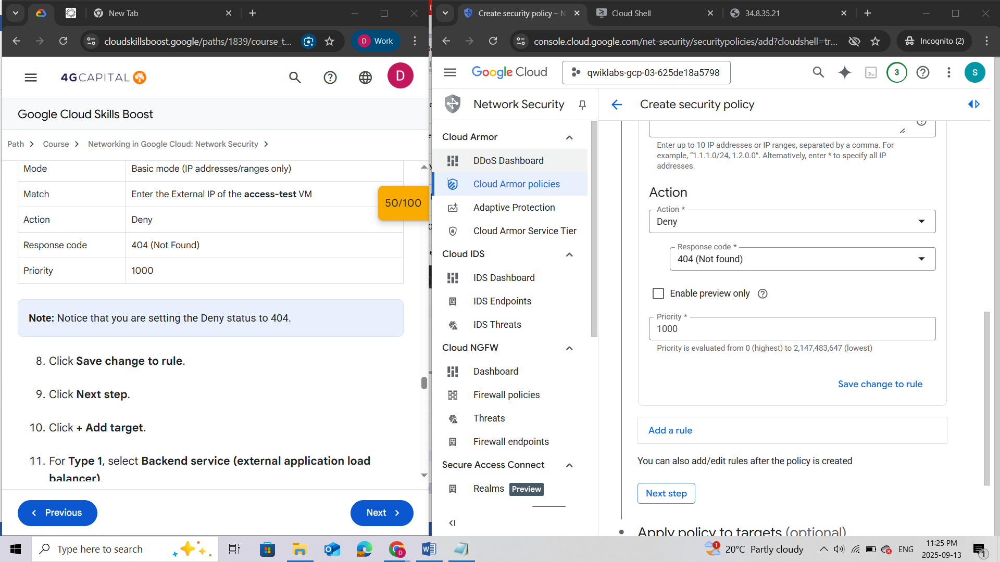 New Tab
cloudskillsboost.google/paths/1839/course_t...
D Work
4GCAPITAL
D
Google Cloud Skills Boost
Path > Course > Networking in Google Cloud: Network Security >
Mode Basic mode (IP addresses/ranges only)
Match Enter the External IP of the access-test VM
50/100
Action Deny
Response code 404 (Not Found)
Priority 1000
Note: Notice that you are setting the Deny status to 404.
8. Click Save change to rule.
9. Click Next step.
10. Click + Add target.
11. For Type 1, select Backend service (external application load
balancer).
Previous
Next
Create security policy – N
Cloud Shell
34.8.35.21
console.cloud.google.com/net-security/securitypolicies/add?cloudshell=tr...
Incognito (2)
Google Cloud
qwiklabs-gcp-03-625de18a5798
3
S
Network Security
Cloud Armor
DDoS Dashboard
Cloud Armor policies
Adaptive Protection
Cloud Armor Service Tier
Cloud IDS
IDS Dashboard
IDS Endpoints
IDS Threats
Cloud NGFW
Dashboard
Firewall policies
Threats
Firewall endpoints
Secure Access Connect
Realms Preview
Create security policy
Enter up to 10 IP addresses or IP ranges, separated by a comma. For
example, “1.1.1.0/24, 1.2.0.0”. Alternatively, enter * to specify all IP
addresses.
Action
Action *
Deny
Response code *
404 (Not found)
Enable preview only
Priority *
1000
Priority is evaluated from 0 (highest) to 2,147,483,647 (lowest)
Save change to rule
Add a rule
You can also add/edit rules after the policy is created
Next step
Apply policy to targets (optional)
Type here to search
1
20°C Partly cloudy
ENG
11:25 PM
2025-09-13
1